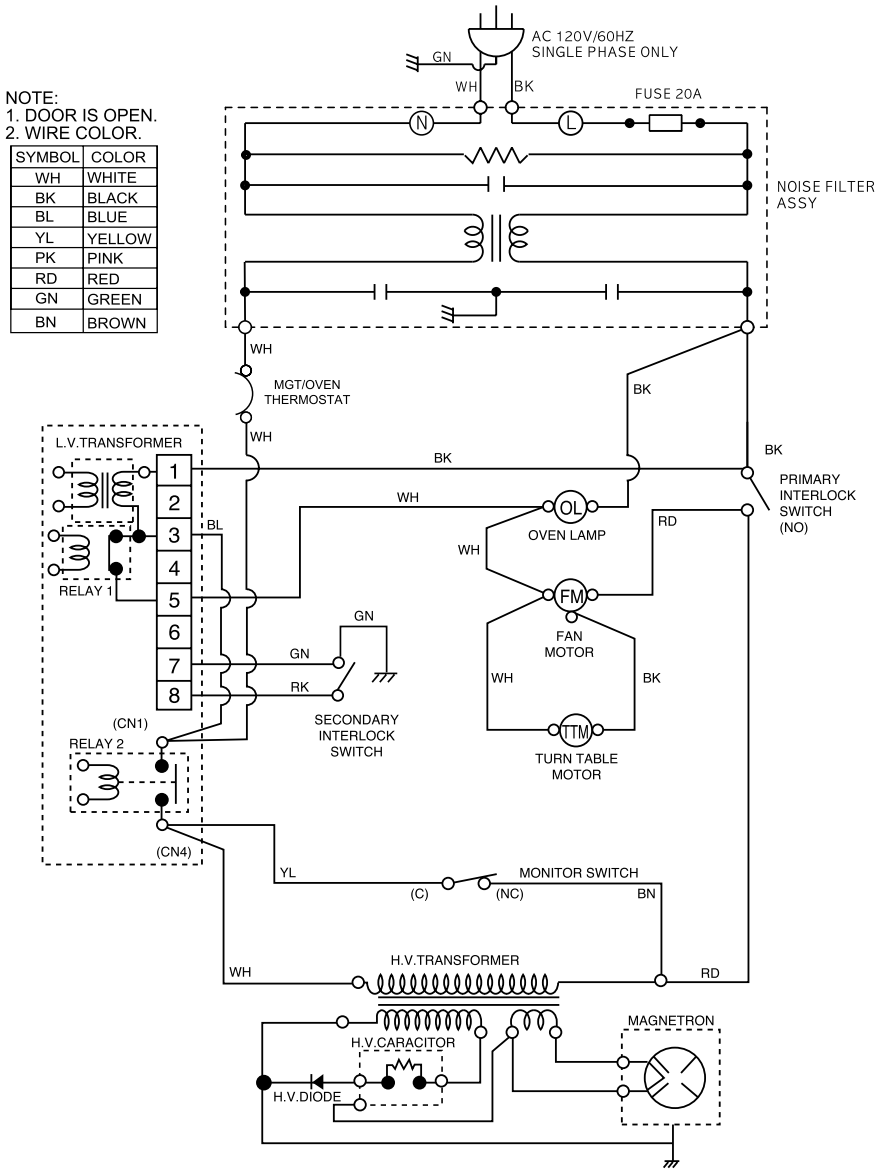 AC 120V/60HZ
SINGLE PHASE ONLY
GN
WH
BK
FUSE 20A
NOTE:
1. DOOR IS OPEN.
2. WIRE COLOR.
SYMBOL COLOR
WH WHITE
BK BLACK
BL BLUE
YL YELLOW
PK PINK
RD RED
GN GREEN
BN BROWN
N
L
NOISE FILTER
ASSY
WH
MGT/OVEN
THERMOSTAT
BK
WH
L.V.TRANSFORMER
BK
BK
PRIMARY
INTERLOCK
SWITCH
(NO)
1
2
3
4
5
6
7
8
WH
OL
OVEN LAMP
RD
BL
WH
RELAY 1
FM
FAN
MOTOR
GN
GN
RK
SECONDARY
INTERLOCK
SWITCH
WH
BK
TTM
TURN TABLE
MOTOR
(CN1)
RELAY 2
(CN4)
YL
(C)
MONITOR SWITCH
(NC)
BN
WH
H.V.TRANSFORMER
RD
MAGNETRON
H.V.CARACITOR
H.V.DIODE